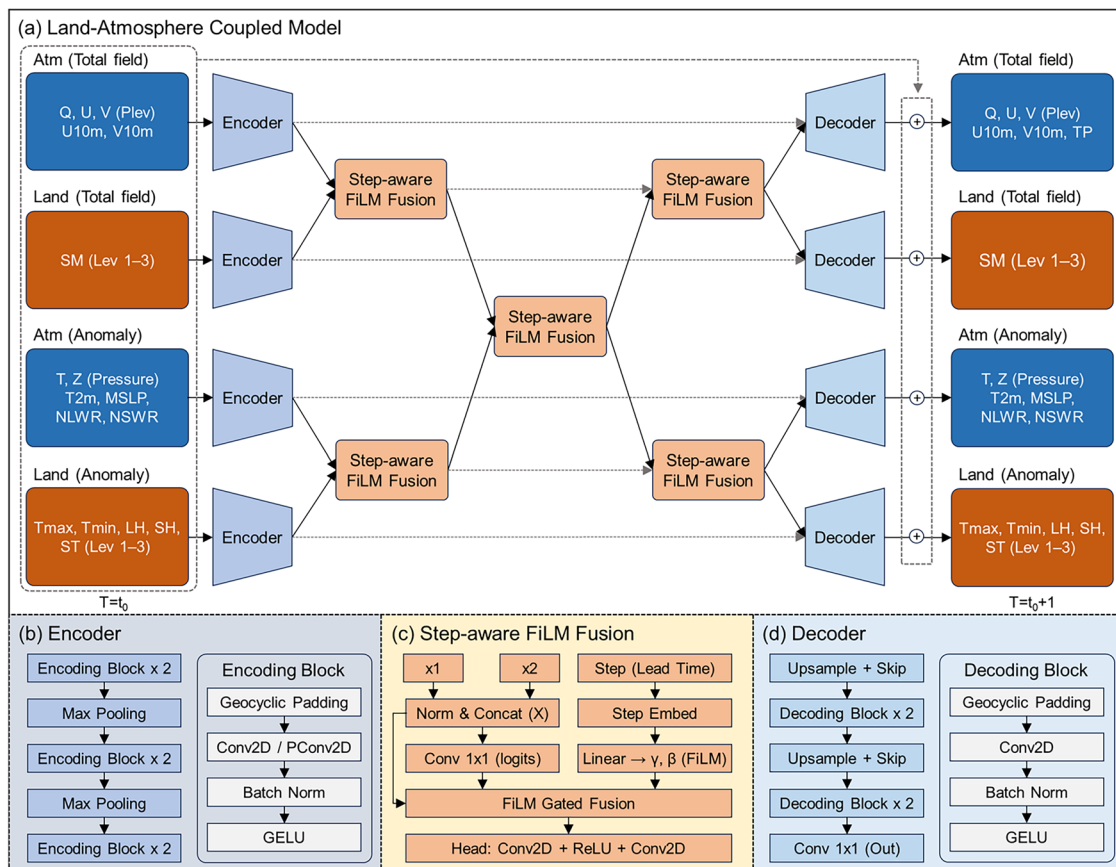 (a) Land-Atmosphere Coupled Model
Atm (Total field)
Q, U, V (Plev)
U10m, V10m
Land (Total field)
SM (Lev 1–3)
Atm (Anomaly)
T, Z (Pressure)
T2m, MSLP,
NLWR, NSWR
Land (Anomaly)
Tmax, Tmin, LH, SH,
ST (Lev 1–3)
T=t₀
Encoder
Encoder
Encoder
Encoder
Step-aware
FiLM Fusion
Step-aware
FiLM Fusion
Step-aware
FiLM Fusion
Step-aware
FiLM Fusion
Step-aware
FiLM Fusion
Decoder
Decoder
Decoder
Decoder
+
+
+
+
Atm (Total field)
Q, U, V (Plev)
U10m, V10m, TP
Land (Total field)
SM (Lev 1–3)
Atm (Anomaly)
T, Z (Pressure)
T2m, MSLP,
NLWR, NSWR
Land (Anomaly)
Tmax, Tmin, LH, SH,
ST (Lev 1–3)
T=t₀+1
(b) Encoder
Encoding Block x 2
Max Pooling
Encoding Block x 2
Max Pooling
Encoding Block x 2
Encoding Block
Geocyclic Padding
Conv2D / PConv2D
Batch Norm
GELU
(c) Step-aware FiLM Fusion
x1
x2
Step (Lead Time)
Norm & Concat (X)
Step Embed
Conv 1x1 (logits)
Linear → γ, β (FiLM)
FiLM Gated Fusion
Head: Conv2D + ReLU + Conv2D
(d) Decoder
Upsample + Skip
Decoding Block x 2
Upsample + Skip
Decoding Block x 2
Conv 1x1 (Out)
Decoding Block
Geocyclic Padding
Conv2D
Batch Norm
GELU